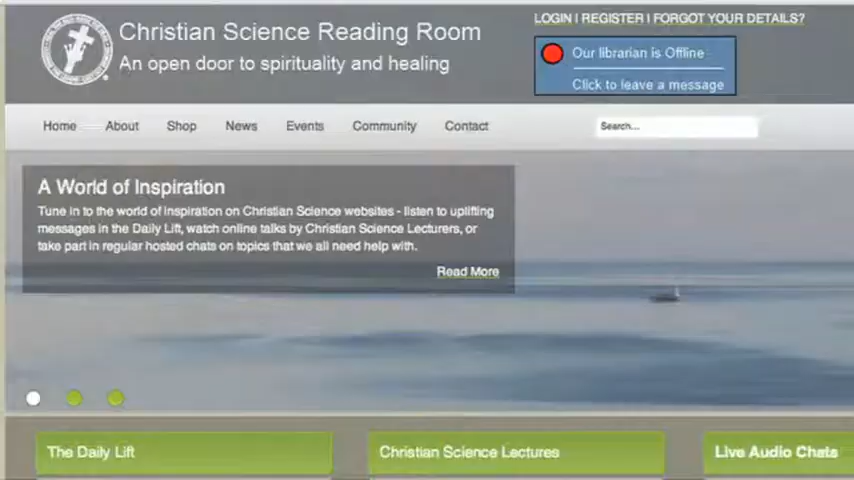 Christian Science Reading Room
An open door to spirituality and healing
LOGIN I REGISTER I FORGOT YOUR DETAILS?
Our librarian is Offline
Click to leave a message
Home About Shop News Events Community Contact
Search...
A World of Inspiration
Tune in to the world of inspiration on Christian Science websites - listen to uplifting
messages in the Daily Lift, watch online talks by Christian Science Lecturers, or
take part in regular hosted chats on topics that we all need help with.
Read More
The Daily Lift
Christian Science Lectures
Live Audio Chats